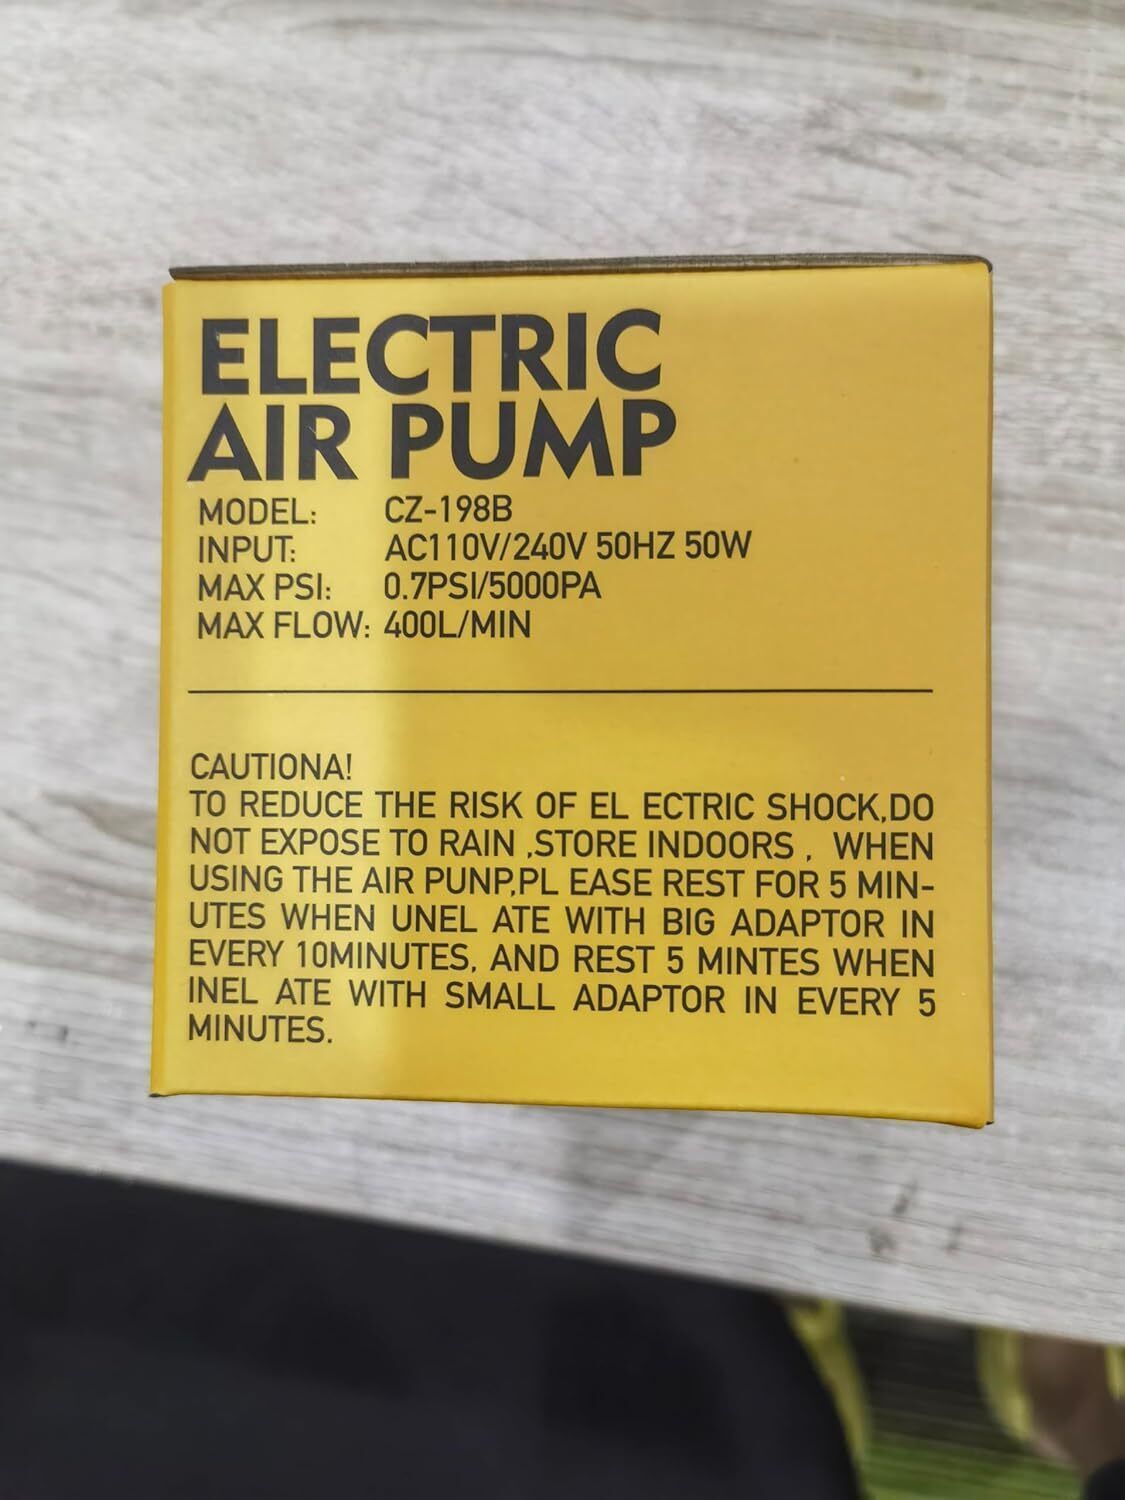 ELECTRIC
AIR PUMP
MODEL: CZ-198B
INPUT: AC110V/240V 50HZ 50W
MAX PSI: 0.7PSI/5000PA
MAX FLOW: 400L/MIN
CAUTIONA!
TO REDUCE THE RISK OF EL ECTRIC SHOCK,DO
NOT EXPOSE TO RAIN ,STORE INDOORS , WHEN
USING THE AIR PUNP,PL EASE REST FOR 5 MIN-
UTES WHEN UNEL ATE WITH BIG ADAPTOR IN
EVERY 10MINUTES, AND REST 5 MINTES WHEN
INEL ATE WITH SMALL ADAPTOR IN EVERY 5
MINUTES.